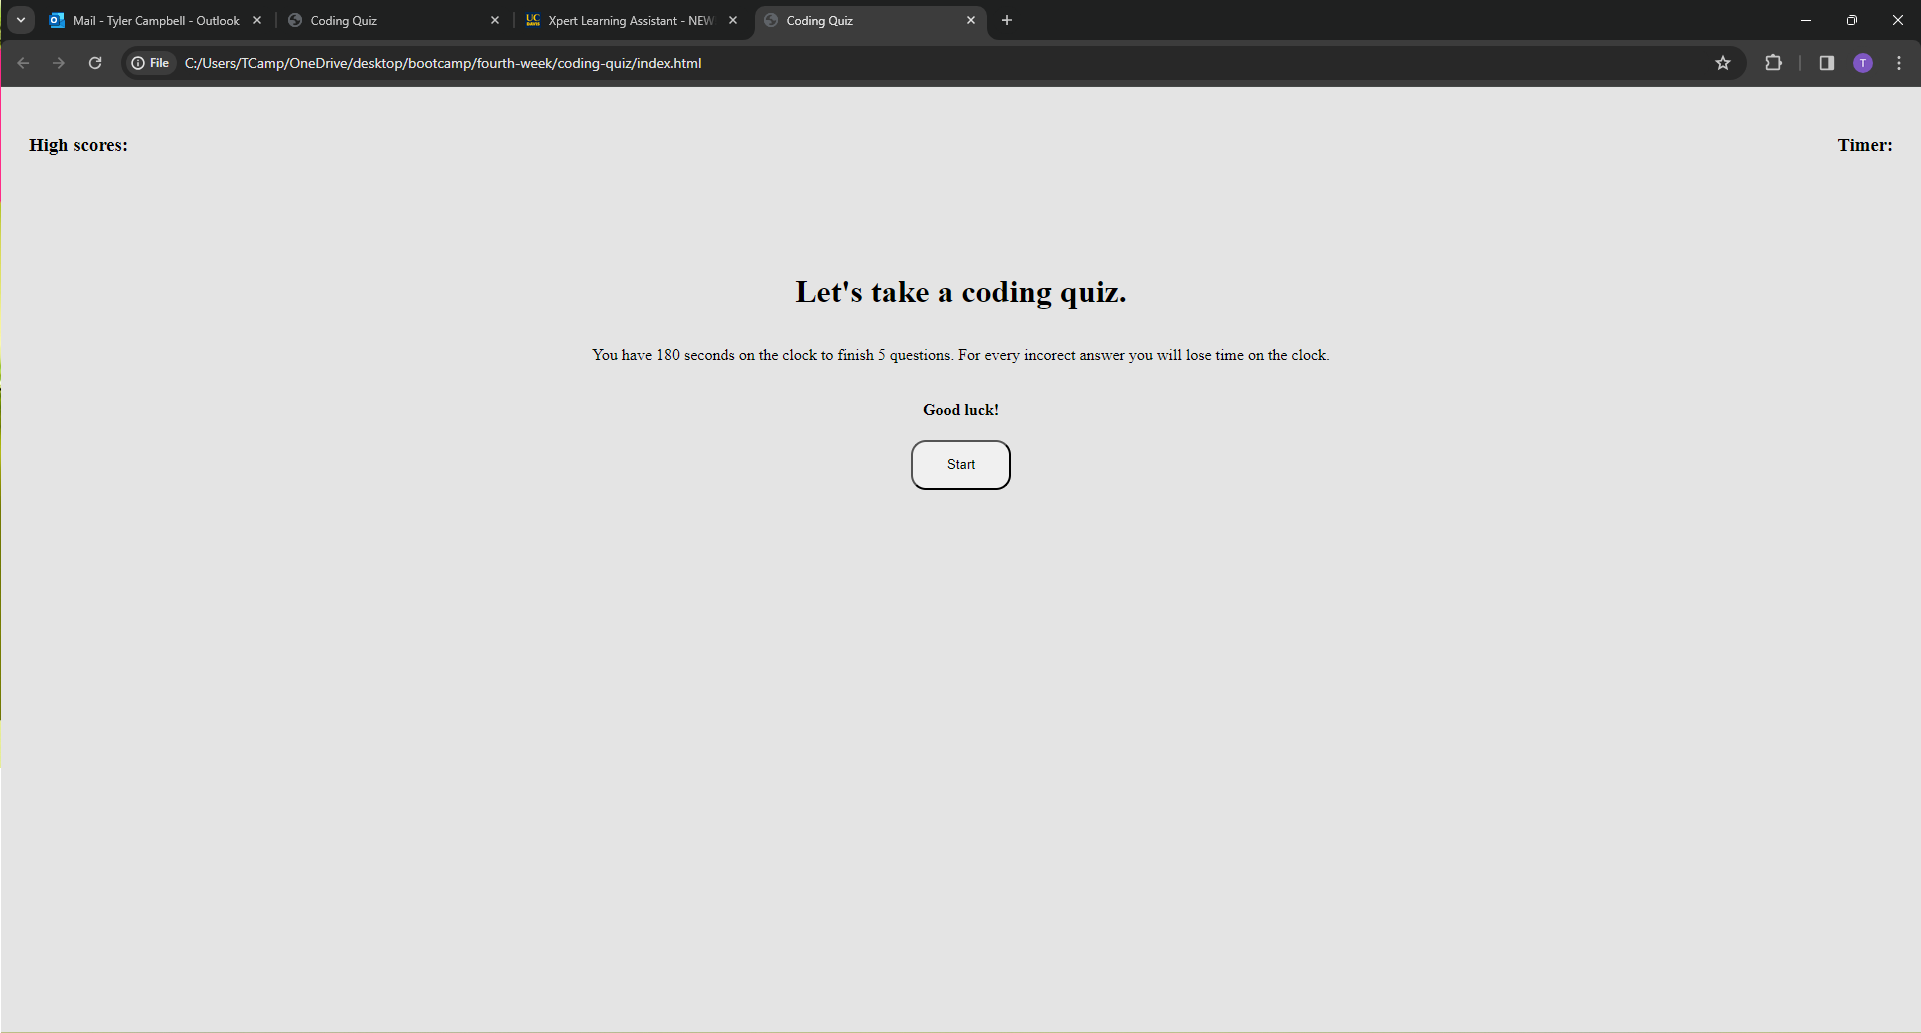 Mail - Tyler Campbell - Outlook
Coding Quiz
UC DAVIS Xpert Learning Assistant - NEW
Coding Quiz
File C:/Users/TCamp/OneDrive/desktop/bootcamp/fourth-week/coding-quiz/index.html
T
High scores:
Timer:
Let's take a coding quiz.
You have 180 seconds on the clock to finish 5 questions. For every incorect answer you will lose time on the clock.
Good luck!
Start